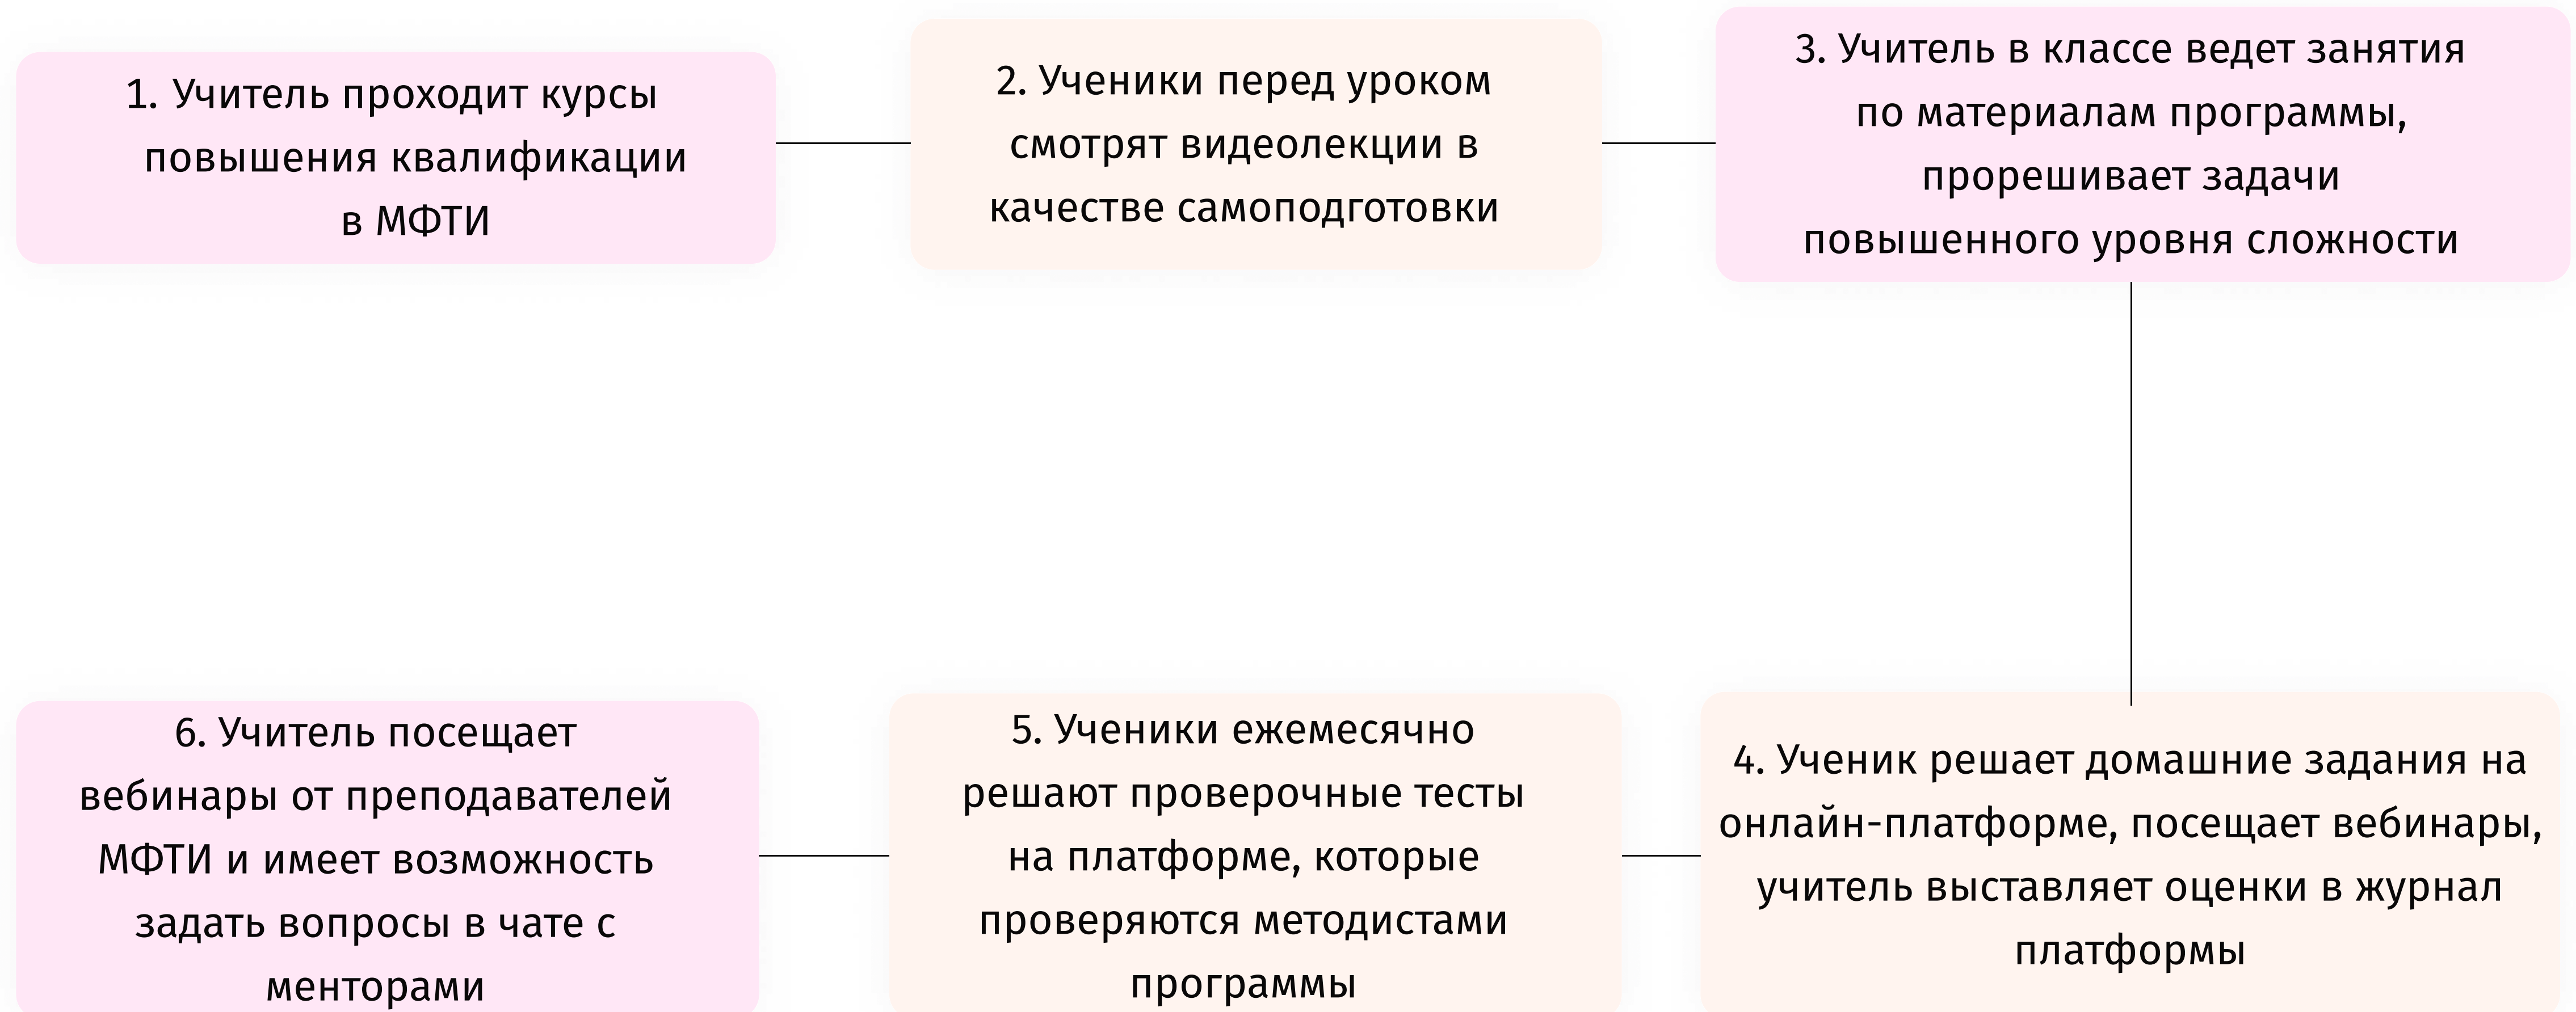 1. Учитель проходит курсы
повышения квалификации
в МФТИ
2. Ученики перед уроком
смотрят видеолекции в
качестве самоподготовки
3. Учитель в классе ведет занятия
по материалам программы,
прорешивает задачи
повышенного уровня сложности
4. Ученик решает домашние задания на
онлайн-платформе, посещает вебинары,
учитель выставляет оценки в журнал
платформы
5. Ученики ежемесячно
решают проверочные тесты
на платформе, которые
проверяются методистами
программы
6. Учитель посещает
вебинары от преподавателей
МФТИ и имеет возможность
задать вопросы в чате с
менторами